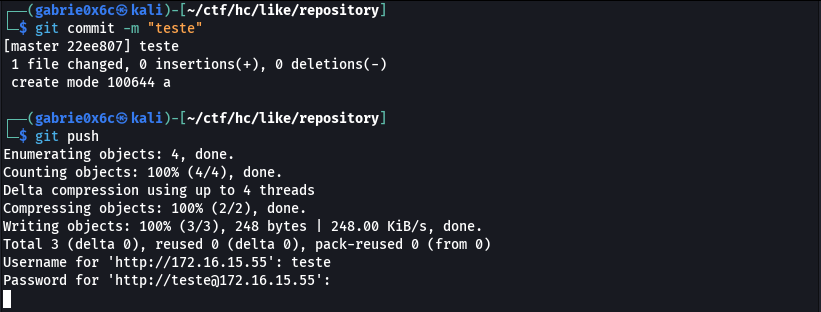 ┌──(gabrie0x6c㉿kali)-[~/ctf/hc/like/repository]
└─$ git commit -m "teste"
[master 22ee807] teste
 1 file changed, 0 insertions(+), 0 deletions(-)
 create mode 100644 a
┌──(gabrie0x6c㉿kali)-[~/ctf/hc/like/repository]
└─$ git push
Enumerating objects: 4, done.
Counting objects: 100% (4/4), done.
Delta compression using up to 4 threads
Compressing objects: 100% (2/2), done.
Writing objects: 100% (3/3), 248 bytes | 248.00 KiB/s, done.
Total 3 (delta 0), reused 0 (delta 0), pack-reused 0 (from 0)
Username for 'http://172.16.15.55': teste
Password for 'http://teste@172.16.15.55':